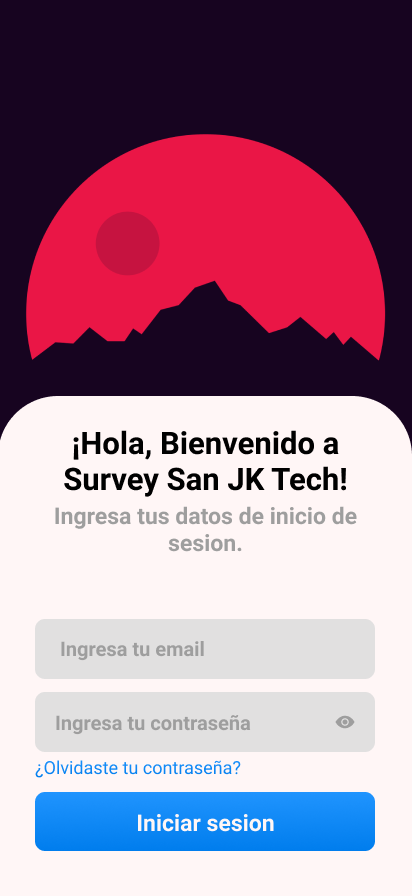 ¡Hola, Bienvenido a
Survey San JK Tech!
Ingresa tus datos de inicio de
sesion.
Ingresa tu email
Ingresa tu contraseña
¿Olvidaste tu contraseña?
Iniciar sesion